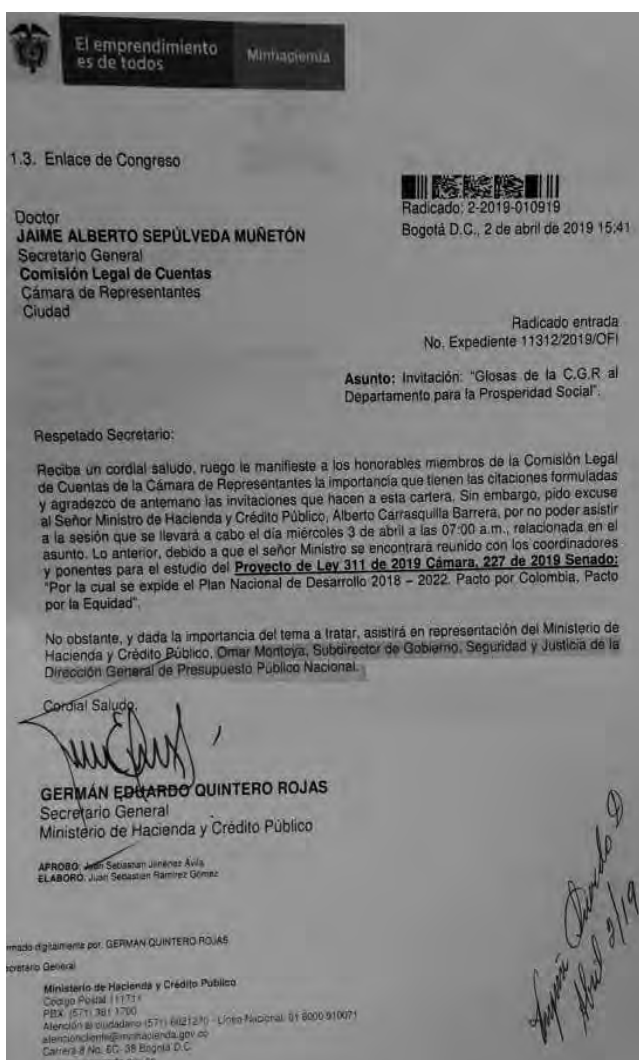 El emprendimiento
es de todos
Minhacienda
1.3. Enlace de Congreso
Radicado: 2-2019-010919
Bogotá D.C., 2 de abril de 2019 15:41
Doctor
JAIME ALBERTO SEPÚLVEDA MUÑETÓN
Secretario General
Comisión Legal de Cuentas
Cámara de Representantes
Ciudad
Radicado entrada
No. Expediente 11312/2019/OFI
Asunto: Invitación: "Glosas de la C.G.R al
Departamento para la Prosperidad Social".
Respetado Secretario:
Reciba un cordial saludo, ruego le manifieste a los honorables miembros de la Comisión Legal
de Cuentas de la Cámara de Representantes la importancia que tienen las citaciones formuladas
y agradezco de antemano las invitaciones que hacen a esta cartera. Sin embargo, pido excuse
al Señor Ministro de Hacienda y Crédito Público, Alberto Carrasquilla Barrera, por no poder asistir
a la sesión que se llevará a cabo el día miércoles 3 de abril a las 07:00 a.m., relacionada en el
asunto. Lo anterior, debido a que el señor Ministro se encontrará reunido con los coordinadores
y ponentes para el estudio del Proyecto de Ley 311 de 2019 Cámara, 227 de 2019 Senado:
"Por la cual se expide el Plan Nacional de Desarrollo 2018 – 2022. Pacto por Colombia, Pacto
por la Equidad".
No obstante, y dada la importancia del tema a tratar, asistirá en representación del Ministerio de
Hacienda y Crédito Público, Omar Montoya, Subdirector de Gobierno, Seguridad y Justicia de la
Dirección General de Presupuesto Público Nacional.
Cordial Saludo,
GERMÁN EDUARDO QUINTERO ROJAS
Secretario General
Ministerio de Hacienda y Crédito Público
APROBO: Juan Sebastian Jiménez Avila
ELABORO: Juan Sebastian Ramirez Gomez
Abril 2/19
digitalmente por: GERMAN QUINTERO ROJAS
General
Ministerio de Hacienda y Crédito Público
Código Postal 111711
PBX: (571) 381 1700
Atención al ciudadano (571) 6021270 - Línea Nacional: 01 8000 910071
atencioncliente@minhacienda.gov.co
Carrera 8 No. 6C- 38 Bogotá D.C.